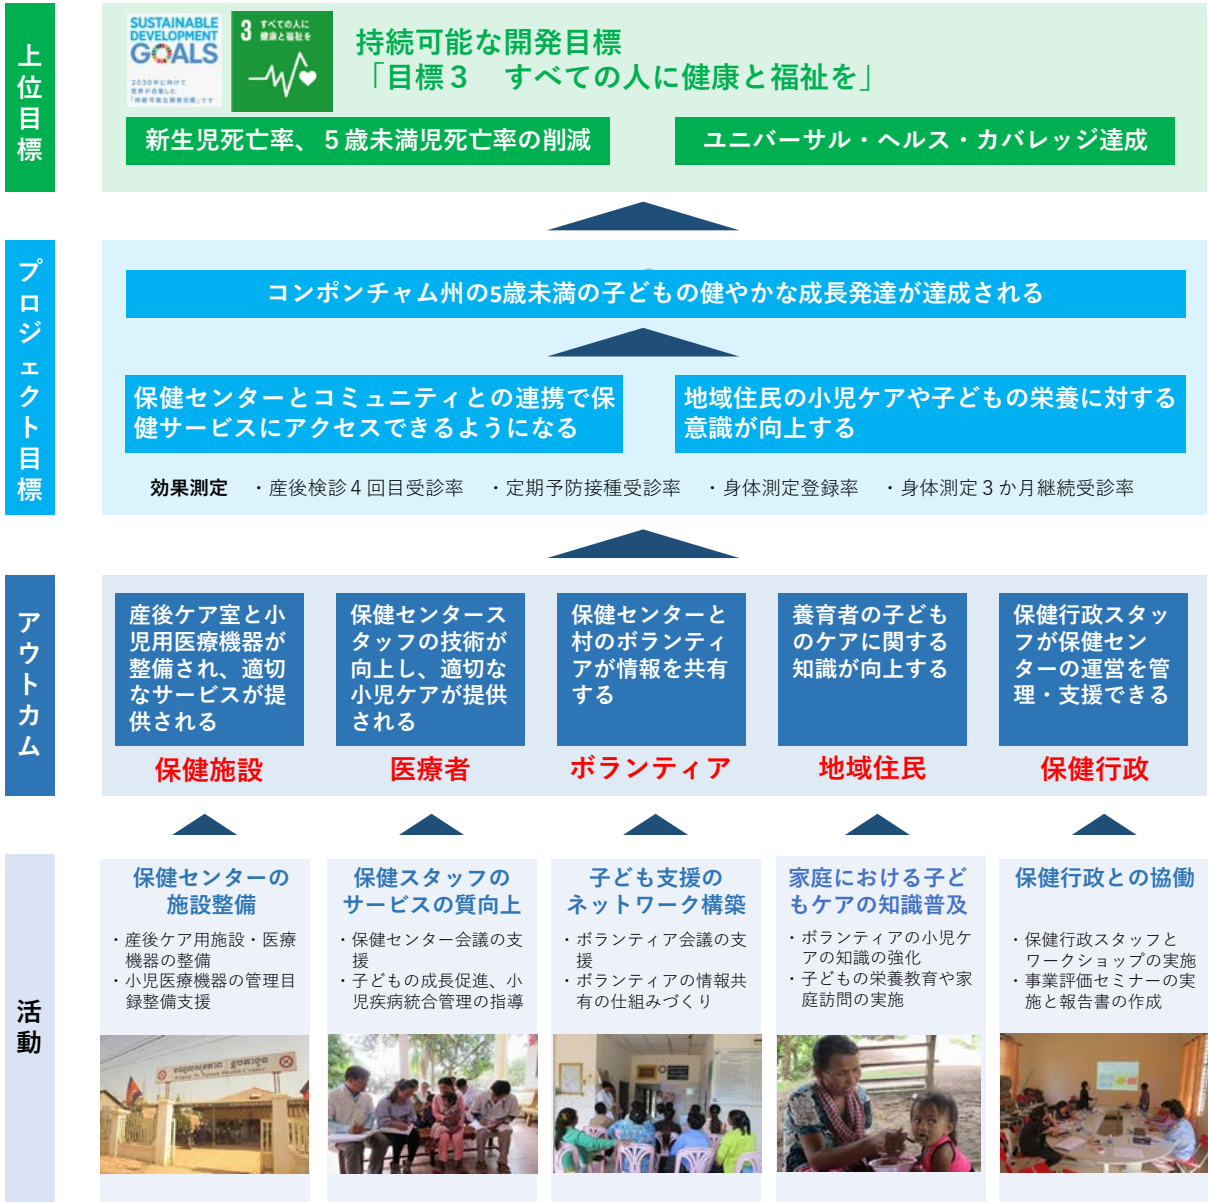 上位目標
SUSTAINABLE
DEVELOPMENT
GOALS
2030年に向けて
世界が合意した
「持続可能な開発目標」です
3 すべての人に
健康と福祉を
持続可能な開発目標
「目標３　すべての人に健康と福祉を」
新生児死亡率、５歳未満児死亡率の削減
ユニバーサル・ヘルス・カバレッジ達成
プロジェクト目標
コンポンチャム州の5歳未満の子どもの健やかな成長発達が達成される
保健センターとコミュニティとの連携で保
健サービスにアクセスできるようになる
地域住民の小児ケアや子どもの栄養に対する
意識が向上する
効果測定　・産後検診４回目受診率　・定期予防接種受診率　・身体測定登録率　・身体測定３か月継続受診率
アウトカム
産後ケア室と小
児用医療機器が
整備され、適切
なサービスが提
供される
保健施設
保健センタース
タッフの技術が
向上し、適切な
小児ケアが提供
される
医療者
保健センターと
村のボランティ
アが情報を共有
する
ボランティア
養育者の子ども
のケアに関する
知識が向上する
地域住民
保健行政スタッ
フが保健セン
ターの運営を管
理・支援できる
保健行政
活動
保健センターの
施設整備
・産後ケア用施設・医療
機器の整備
・小児医療機器の管理目
録整備支援
保健スタッフの
サービスの質向上
・保健センター会議の支
援
・子どもの成長促進、小
児疾病統合管理の指導
子ども支援の
ネットワーク構築
・ボランティア会議の支
援
・ボランティアの情報共
有の仕組みづくり
家庭における子ど
もケアの知識普及
・ボランティアの小児ケ
アの知識の強化
・子どもの栄養教育や家
庭訪問の実施
保健行政との協働
・保健行政スタッフと
ワークショップの実施
・事業評価セミナーの実
施と報告書の作成